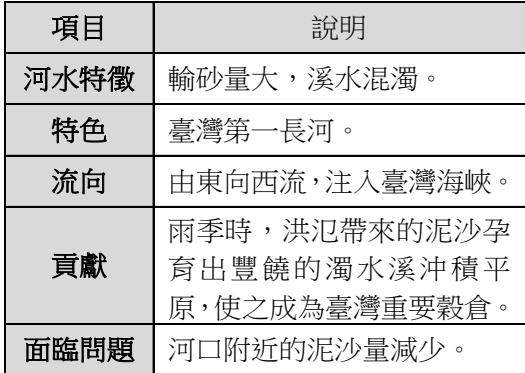 項目 說明
河水特徵 輸砂量大，溪水混濁。
特色 臺灣第一長河。
流向 由東向西流，注入臺灣海峽。
貢獻 雨季時，洪氾帶來的泥沙孕
育出豐饒的濁水溪沖積平
原，使之成為臺灣重要穀倉。
面臨問題 河口附近的泥沙量減少。